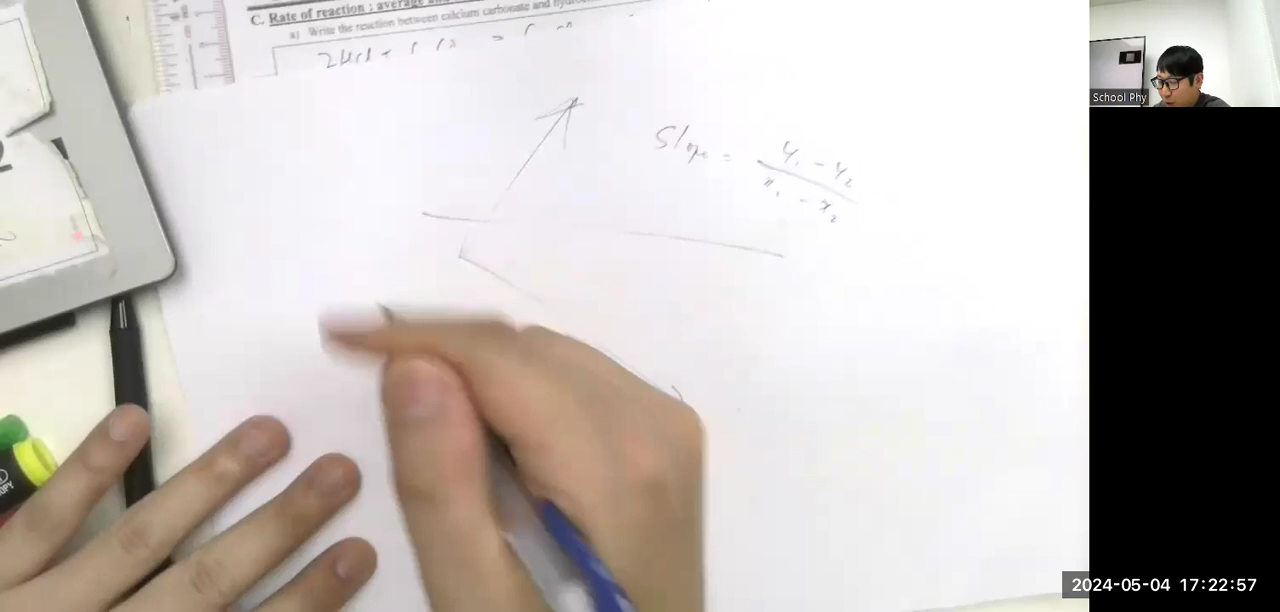 C. Rate of reaction : average
a) Write the reaction between calcium carbonate and
2HCl +
Slope = y₁ - y₂
x₁ - x₂
School Phy
2024-05-04 17:22:57